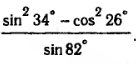 sin² 34° – cos² 26°
sin 82°